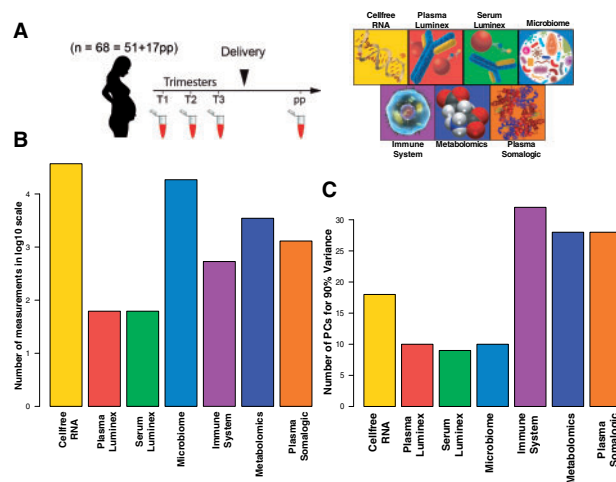 A
(n = 68 = 51+17pp)
Delivery
Trimesters
T1 T2 T3 pp
Cellfree RNA
Plasma Luminex
Serum Luminex
Microbiome
Immune System
Metabolomics
Plasma Somalogic
B
Number of measurements in log10 scale
4
3
2
1
0
Cellfree RNA
Plasma Luminex
Serum Luminex
Microbiome
Immune System
Metabolomics
Plasma Somalogic
C
Number of PCs for 90% Variance
30
25
20
15
10
5
0
Cellfree RNA
Plasma Luminex
Serum Luminex
Microbiome
Immune System
Metabolomics
Plasma Somalogic